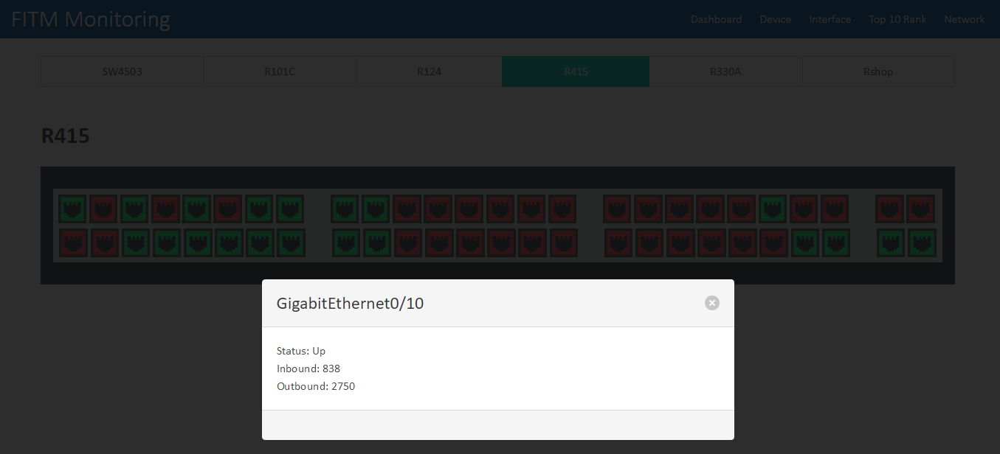 FITM Monitoring
Dashboard Device Interface Top 10 Rank Network
SW4503 R101C R124 R415 R330A Rshop
R415
GigabitEthernet0/10
Status: Up
Inbound: 838
Outbound: 2750